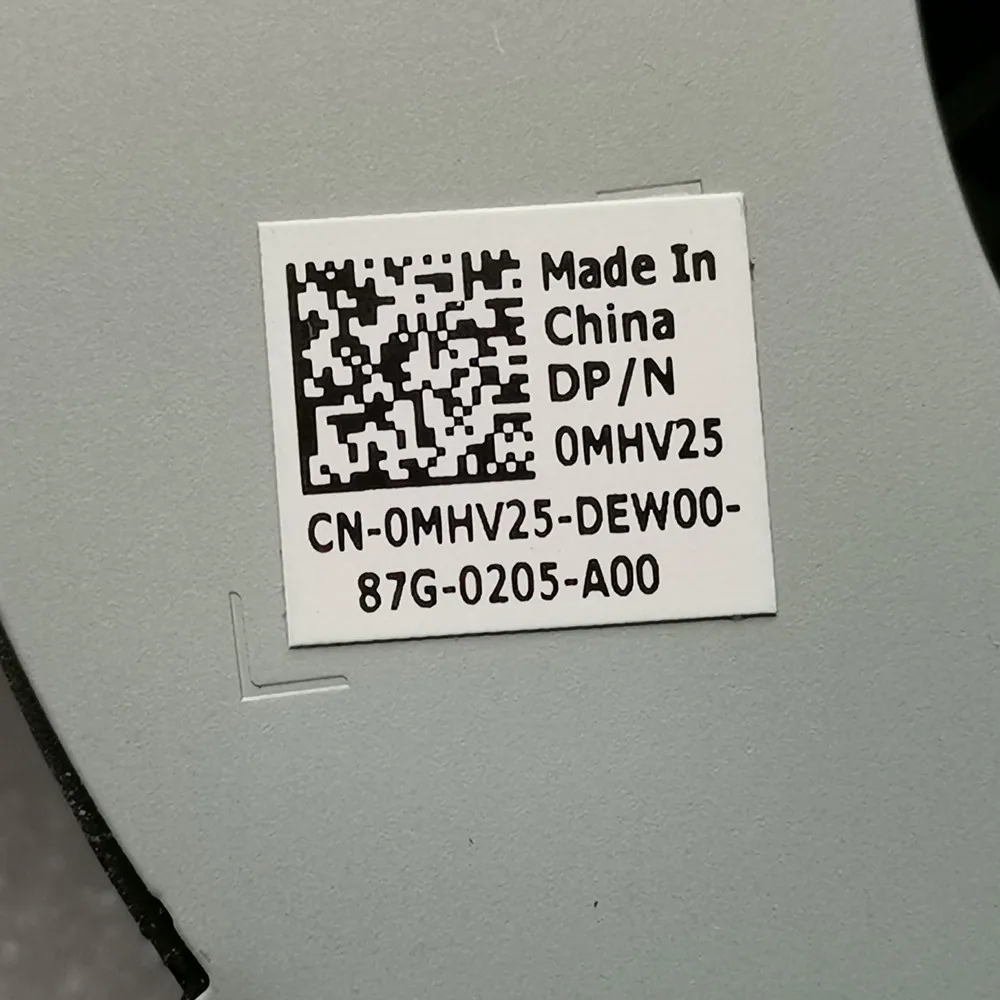 Made In
China
DP/N
0MHV25
CN-0MHV25-DEW00-
87G-0205-A00